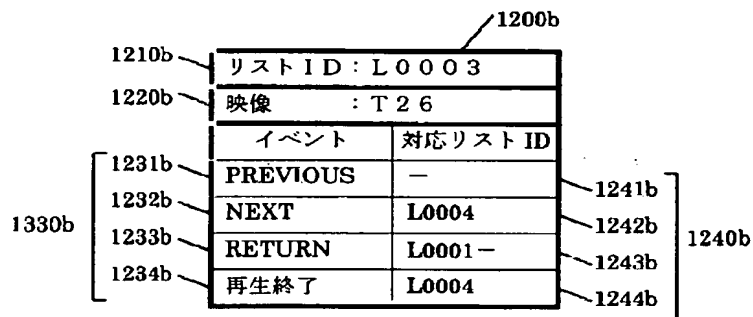 1200b
1210b リストID:L0003
1220b 映像 :T26
イベント 対応リストID
1231b PREVIOUS — 1241b
1232b NEXT L0004 1242b
1330b 1233b RETURN L0001— 1243b 1240b
1234b 再生終了 L0004 1244b